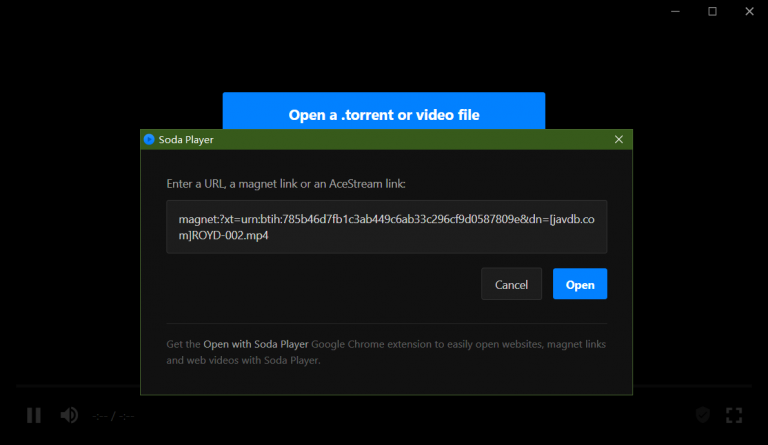 Open a .torrent or video file
Soda Player
Enter a URL, a magnet link or an AceStream link:
magnet:?xt=urn:btih:785b46d7fb1c3ab449c6ab33c296cf9d0587809e&dn=[javdb.co
m]ROYD-002.mp4
Cancel
Open
Get the Open with Soda Player Google Chrome extension to easily open websites, magnet links
and web videos with Soda Player.
-:-- / -:--